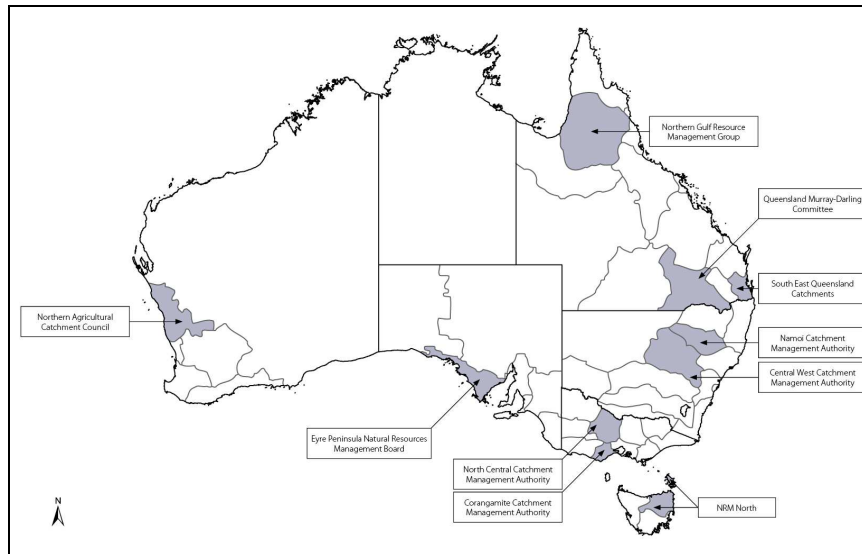 Northern Gulf Resource
Management Group
Queensland Murray-Darling
Committee
South East Queensland
Catchments
Northern Agricultural
Catchment Council
Namoi Catchment
Management Authority
Central West Catchment
Management Authority
Eyre Peninsula Natural Resources
Management Board
North Central Catchment
Management Authority
Corangamite Catchment
Management Authority
NRM North
N